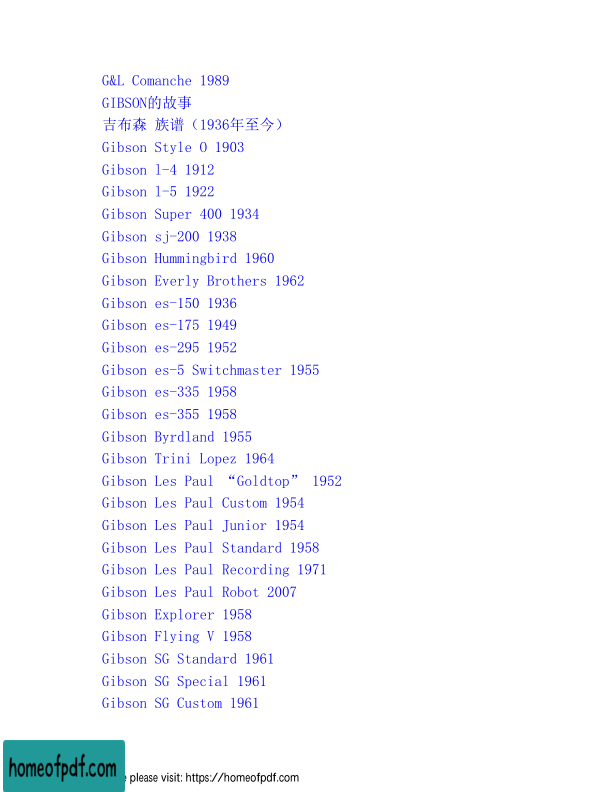 G&L Comanche 1989
GIBSON的故事
吉布森 族谱（1936年至今）
Gibson Style O 1903
Gibson l-4 1912
Gibson l-5 1922
Gibson Super 400 1934
Gibson sj-200 1938
Gibson Hummingbird 1960
Gibson Everly Brothers 1962
Gibson es-150 1936
Gibson es-175 1949
Gibson es-295 1952
Gibson es-5 Switchmaster 1955
Gibson es-335 1958
Gibson es-355 1958
Gibson Byrdland 1955
Gibson Trini Lopez 1964
Gibson Les Paul “Goldtop” 1952
Gibson Les Paul Custom 1954
Gibson Les Paul Junior 1954
Gibson Les Paul Standard 1958
Gibson Les Paul Recording 1971
Gibson Les Paul Robot 2007
Gibson Explorer 1958
Gibson Flying V 1958
Gibson SG Standard 1961
Gibson SG Special 1961
Gibson SG Custom 1961
homeofpdf.com
please visit: https://homeofpdf.com